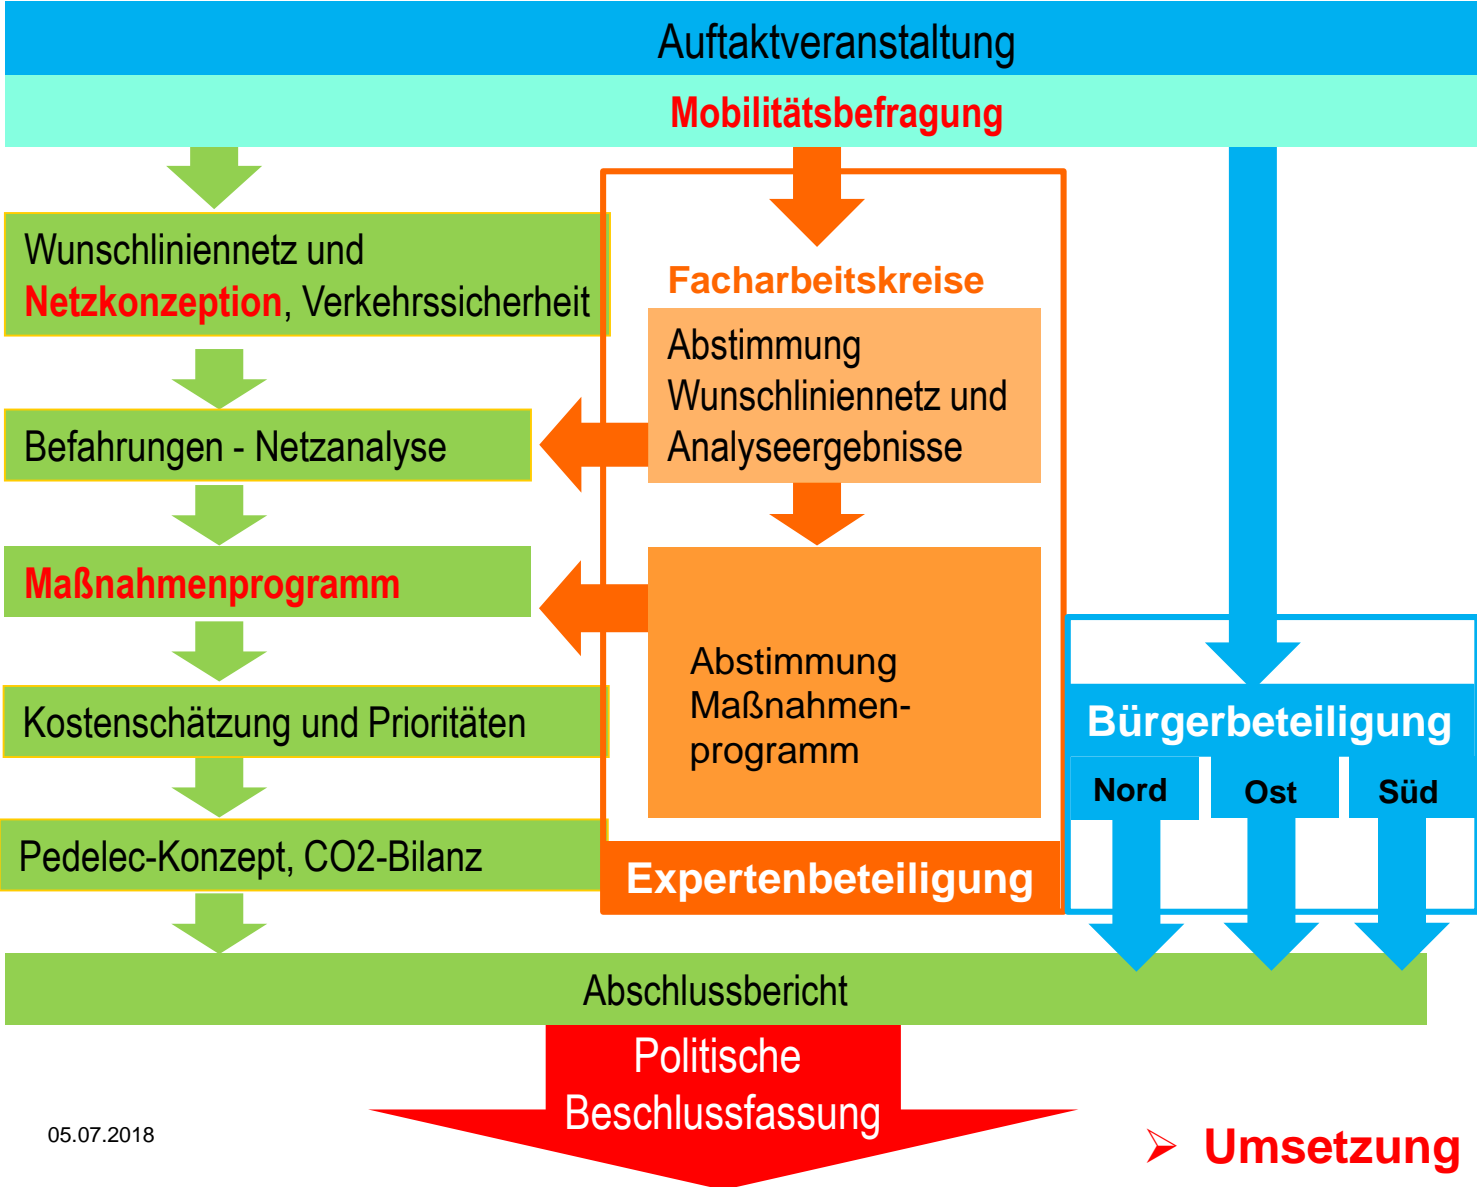 Auftaktveranstaltung
Mobilitätsbefragung
Wunschliniennetz und
Netzkonzeption, Verkehrssicherheit
Befahrungen - Netzanalyse
Maßnahmenprogramm
Kostenschätzung und Prioritäten
Pedelec-Konzept, CO2-Bilanz
Facharbeitskreise
Abstimmung
Wunschliniennetz und
Analyseergebnisse
Abstimmung
Maßnahmen-
programm
Expertenbeteiligung
Bürgerbeteiligung
Nord
Ost
Süd
Abschlussbericht
Politische
Beschlussfassung
05.07.2018
➢ Umsetzung